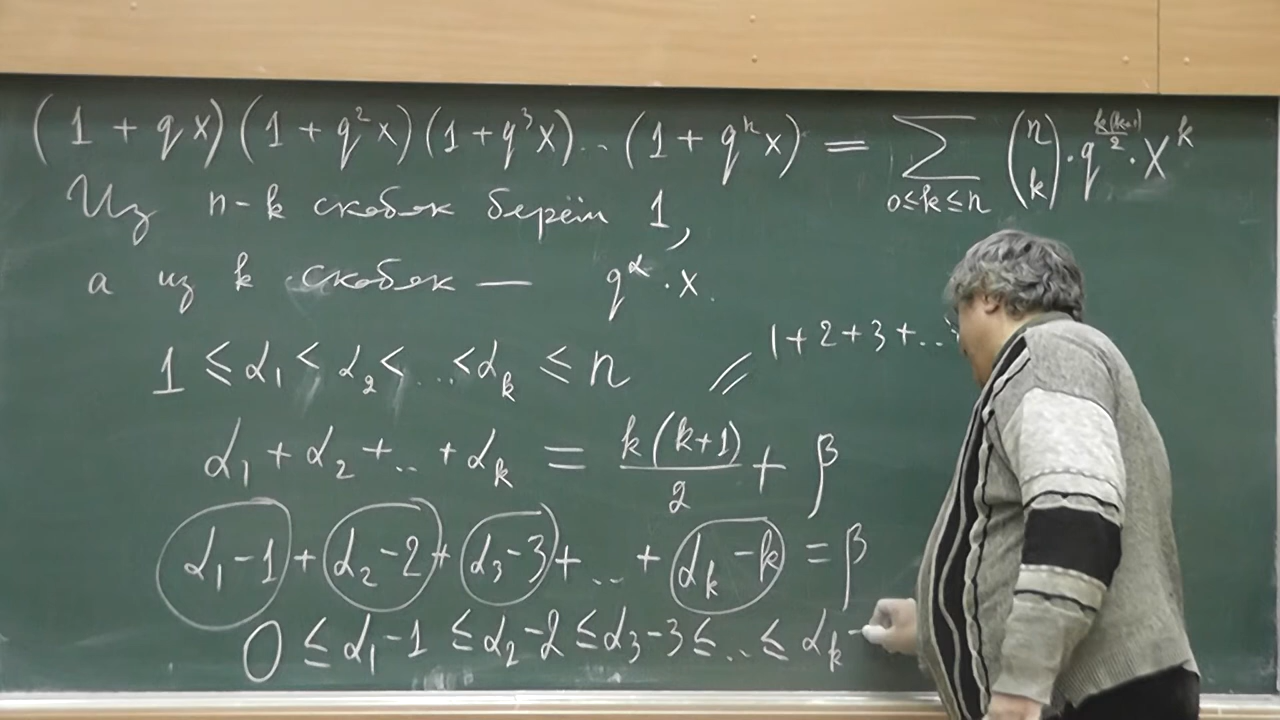 (1 + qx)(1 + q²x)(1 + q³x)...(1 + qⁿx) = ∑_{0≤k≤n} (n k) · q^{k(k+1)/2} · x^k
Из n-k скобок берём 1,
а из k скобок — q^α · x.
1 ≤ α₁ < α₂ < ... < α_k ≤ n
= 1 + 2 + 3 + ...
α₁ + α₂ + ... + α_k = k(k+1)/2 + β
α₁-1 + α₂-2 + α₃-3 + ... + α_k-k = β
0 ≤ α₁-1 ≤ α₂-2 ≤ α₃-3 ≤ ... ≤ α_k -